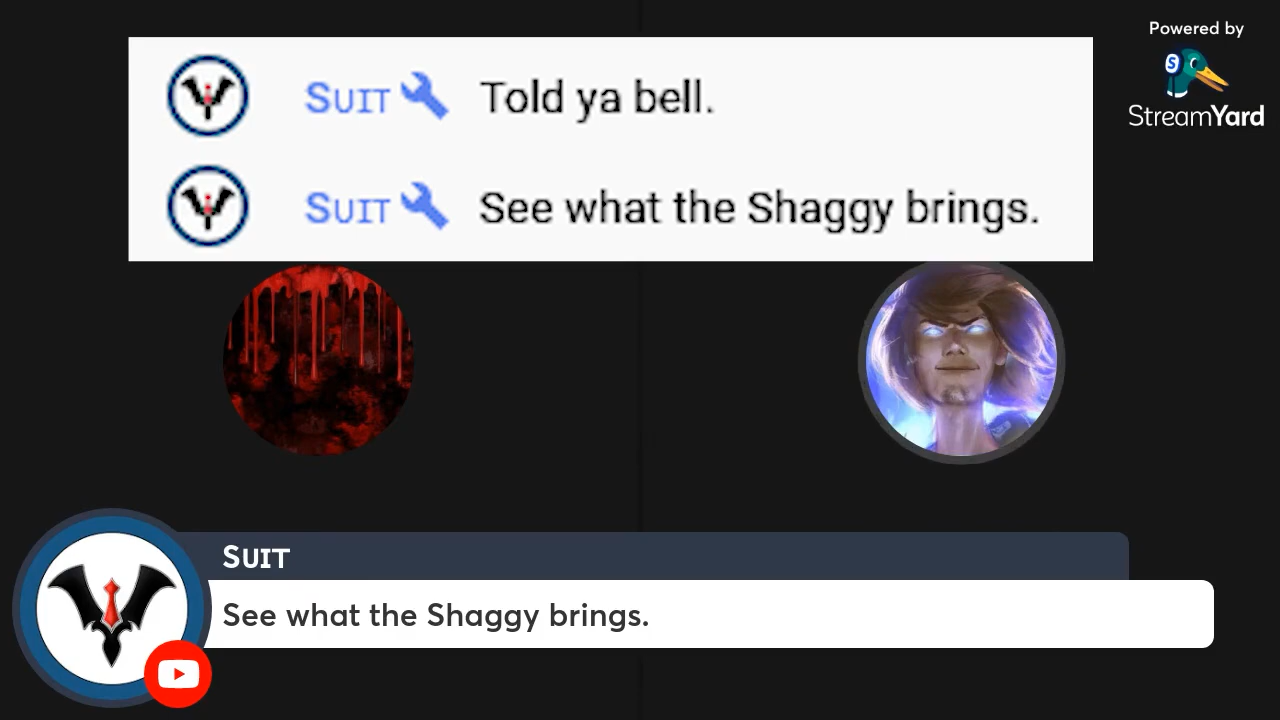 Powered by
StreamYard
Suit Told ya bell.
Suit See what the Shaggy brings.
Suit
See what the Shaggy brings.